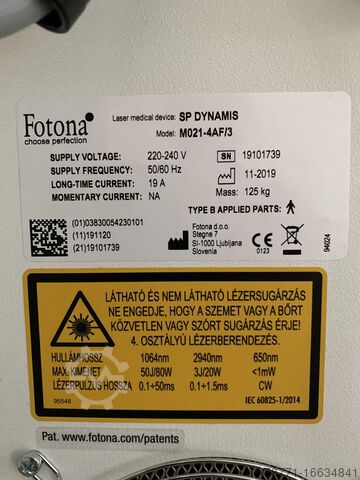 Fotona
choose perfection
Laser medical device: SP DYNAMIS
Model: M021-4AF/3
SUPPLY VOLTAGE: 220-240 V
SUPPLY FREQUENCY: 50/60 Hz
LONG-TIME CURRENT: 19 A
MOMENTARY CURRENT: NA
SN 19101739
11-2019
Mass: 125 kg
TYPE B APPLIED PARTS:
(01)03830054230101
(11)191120
(21)19101739
Fotona d.o.o.
Stegne 7
SI-1000 Ljubljana
Slovenia
CE
0123
94024
LÁTHATÓ ÉS NEM LÁTHATÓ LÉZERSUGÁRZÁS
NE ENGEDJE, HOGY A SZEMET VAGY A BŐRT
KÖZVETLEN VAGY SZÓRT SUGÁRZÁS ÉRJE!
4. OSZTÁLYÚ LÉZERBERENDEZÉS.
HULLÁMHOSSZ 1064nm 2940nm 650nm
MAX. KIMENET 50J/80W 3J/20W <1mW
LÉZERPULZUS HOSSZA 0.1÷50ms 0.1÷1.5ms CW
95548
IEC 60825-1/2014
Pat. www.fotona.com/patents
771-16634841